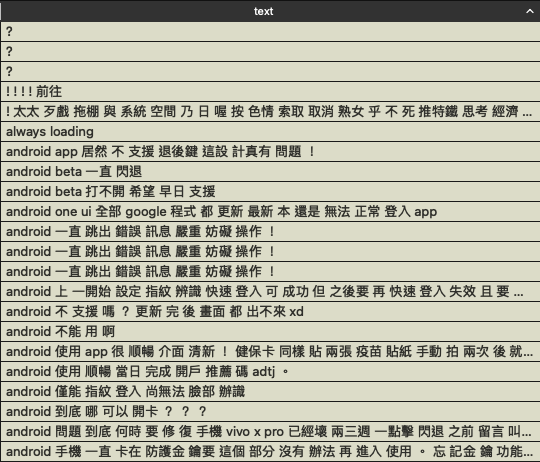 text
?
?
?
! ! ! ! 前往
! 太太 歹戲 拖棚 與 系統 空間 乃 日 喔 按 色情 索取 取消 熟女 乎 不 死 推特鐵 思考 經濟 ...
always loading
android app 居然 不 支援 退後鍵 這設 計真有 問題 ！
android beta 一直 閃退
android beta 打不開 希望 早日 支援
android one ui 全部 google 程式 都 更新 最新 本 還是 無法 正常 登入 app
android 一直 跳出 錯誤 訊息 嚴重 妨礙 操作 ！
android 一直 跳出 錯誤 訊息 嚴重 妨礙 操作 ！
android 一直 跳出 錯誤 訊息 嚴重 妨礙 操作 ！
android 上 一開始 設定 指紋 辨識 快速 登入 可 成功 但 之後要 再 快速 登入 失效 且 要 ...
android 不 支援 嗎 ？ 更新 完 後 畫面 都 出不來 xd
android 不能 用 啊
android 使用 app 很 順暢 介面 清新 ！ 健保卡 同樣 貼 兩張 疫苗 貼紙 手動 拍 兩次 後 就...
android 使用 順暢 當日 完成 開戶 推薦 碼 adtj 。
android 僅能 指紋 登入 尚無法 臉部 辦識
android 到底 哪 可以 開卡 ？ ？ ？
android 問題 到底 何時 要 修 復 手機 vivo x pro 已經壞 兩三週 一點擊 閃退 之前 留言 叫...
android 手機 一直 卡在 防護金 鑰要 這個 部分 沒有 辦法 再 進入 使用 。 忘 記金 鑰 功能...